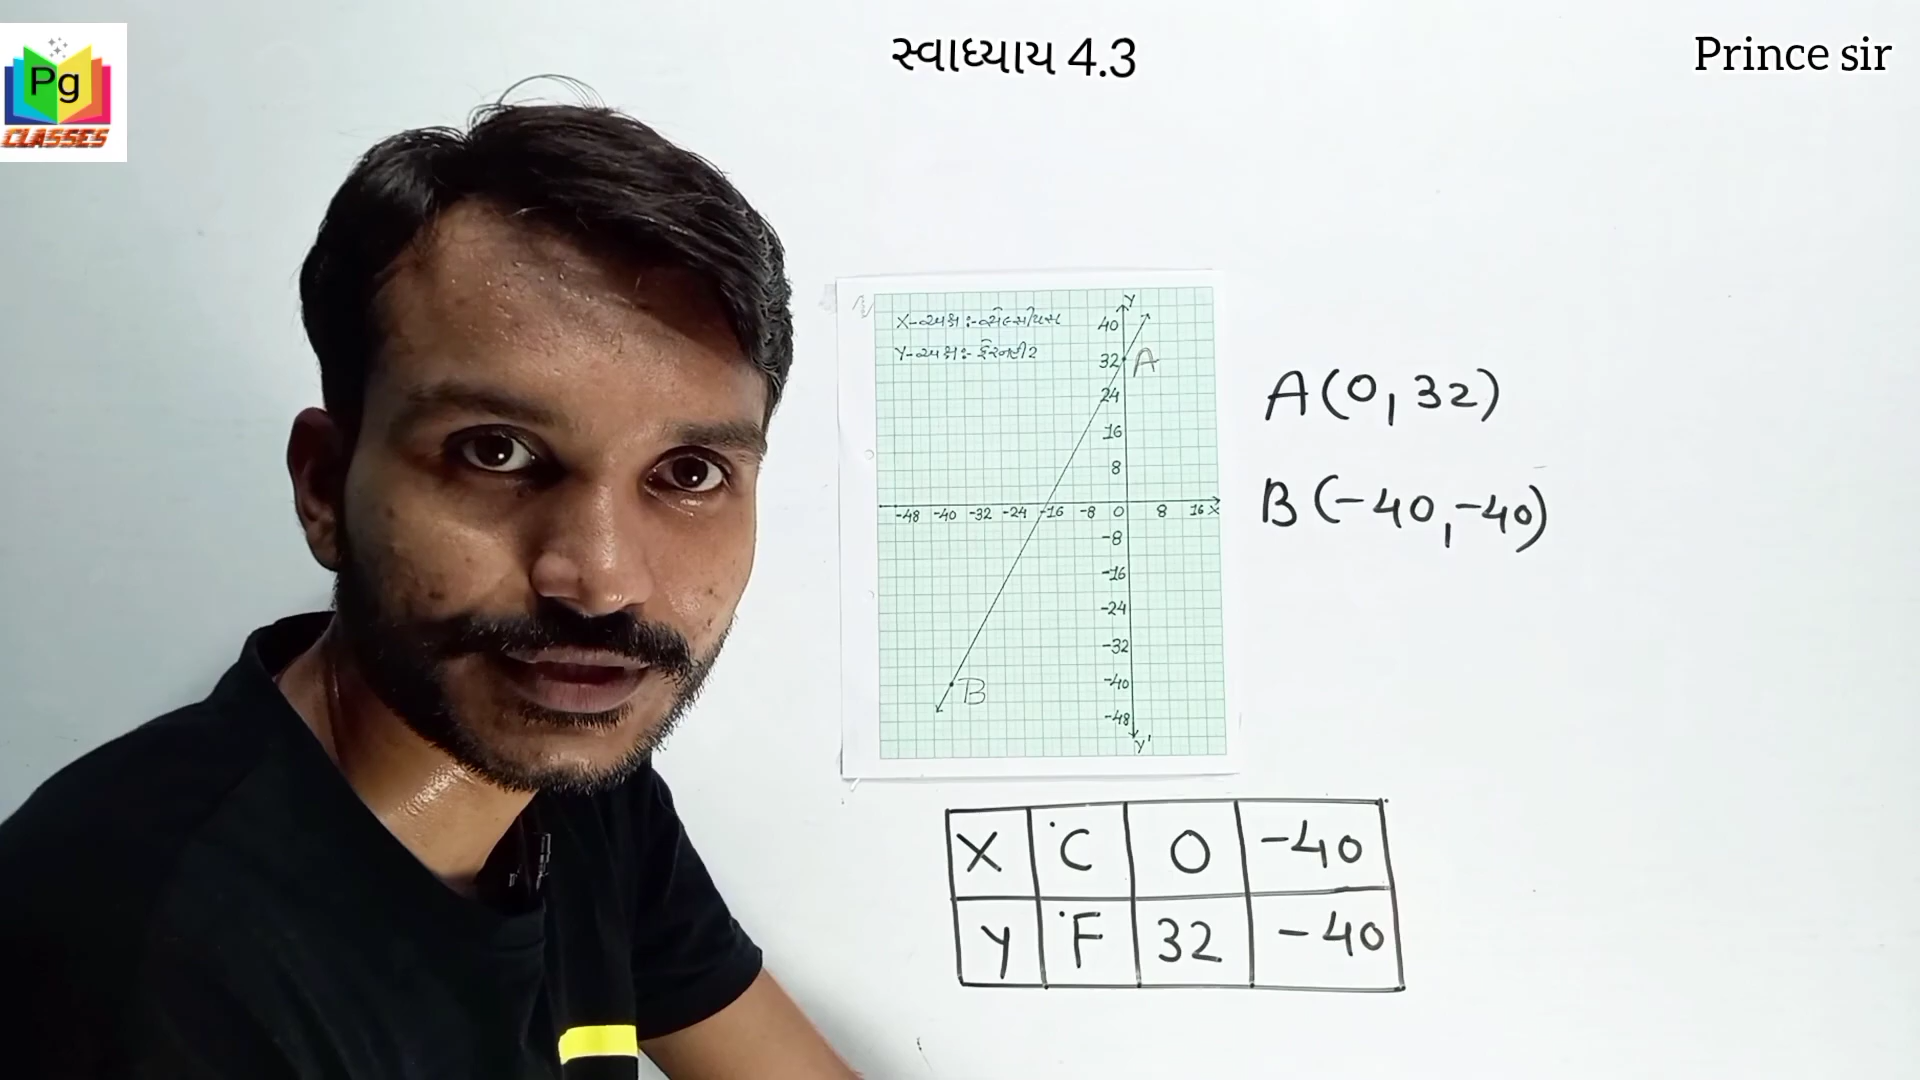 Pg
CLASSES
સ્વાધ્યાય 4.3
Prince sir
X-અક્ષ :- સેલ્સીયસ
Y-અક્ષ :- ફેરનહીટ
Y
40
32 A
24
16
8
-48 -40 -32 -24 -16 -8 0 8 16 X
-8
-16
-24
-32
-40
B
-48
Y'
A(0, 32)
B(-40, -40)
X °C 0 -40
Y °F 32 -40